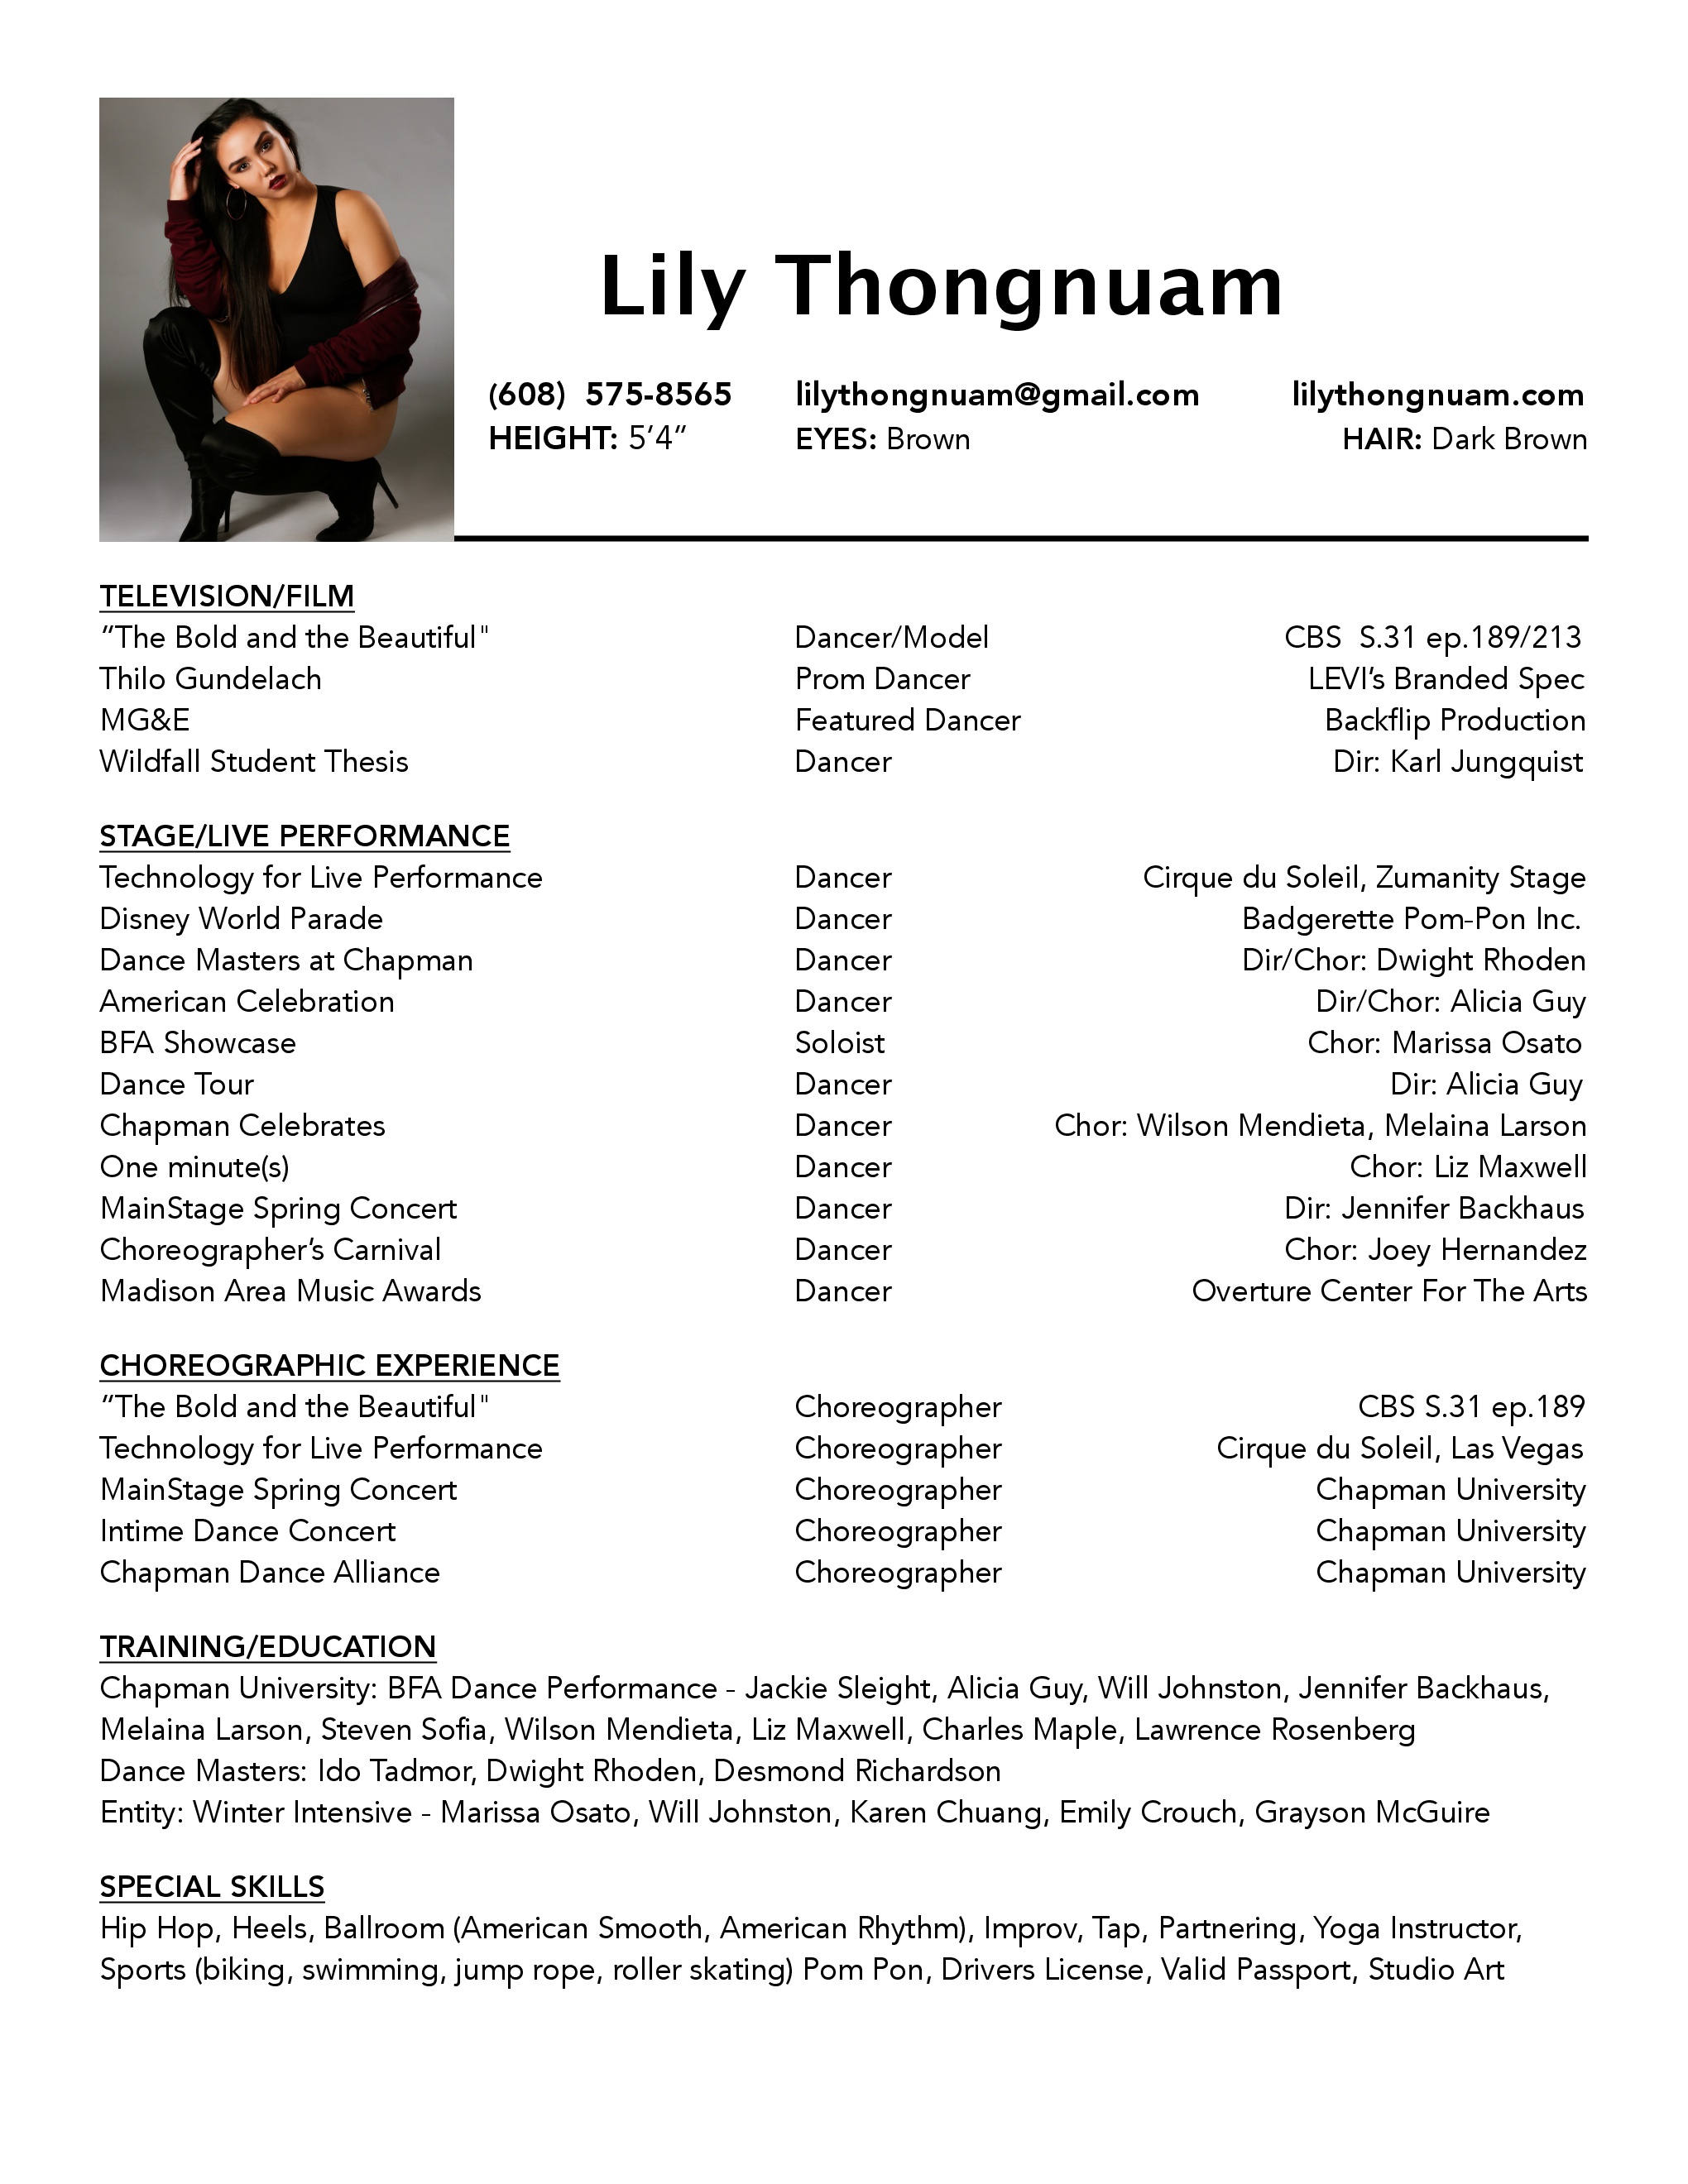 Lily Thongnuam
(608)  575-8565 lilythongnuam@gmail.com lilythongnuam.com
HEIGHT: 5’4” EYES: Brown HAIR: Dark Brown
TELEVISION/FILM
“The Bold and the Beautiful" Dancer/Model CBS  S.31 ep.189/213
Thilo Gundelach Prom Dancer LEVI’s Branded Spec
MG&E Featured Dancer Backflip Production
Wildfall Student Thesis Dancer Dir: Karl Jungquist
STAGE/LIVE PERFORMANCE
Technology for Live Performance Dancer Cirque du Soleil, Zumanity Stage
Disney World Parade Dancer Badgerette Pom-Pon Inc.
Dance Masters at Chapman Dancer Dir/Chor: Dwight Rhoden
American Celebration Dancer Dir/Chor: Alicia Guy
BFA Showcase Soloist Chor: Marissa Osato
Dance Tour Dancer Dir: Alicia Guy
Chapman Celebrates Dancer Chor: Wilson Mendieta, Melaina Larson
One minute(s) Dancer Chor: Liz Maxwell
MainStage Spring Concert Dancer Dir: Jennifer Backhaus
Choreographer’s Carnival Dancer Chor: Joey Hernandez
Madison Area Music Awards Dancer Overture Center For The Arts
CHOREOGRAPHIC EXPERIENCE
“The Bold and the Beautiful" Choreographer CBS S.31 ep.189
Technology for Live Performance Choreographer Cirque du Soleil, Las Vegas
MainStage Spring Concert Choreographer Chapman University
Intime Dance Concert Choreographer Chapman University
Chapman Dance Alliance Choreographer Chapman University
TRAINING/EDUCATION
Chapman University: BFA Dance Performance - Jackie Sleight, Alicia Guy, Will Johnston, Jennifer Backhaus,
Melaina Larson, Steven Sofia, Wilson Mendieta, Liz Maxwell, Charles Maple, Lawrence Rosenberg
Dance Masters: Ido Tadmor, Dwight Rhoden, Desmond Richardson
Entity: Winter Intensive - Marissa Osato, Will Johnston, Karen Chuang, Emily Crouch, Grayson McGuire
SPECIAL SKILLS
Hip Hop, Heels, Ballroom (American Smooth, American Rhythm), Improv, Tap, Partnering, Yoga Instructor,
Sports (biking, swimming, jump rope, roller skating) Pom Pon, Drivers License, Valid Passport, Studio Art